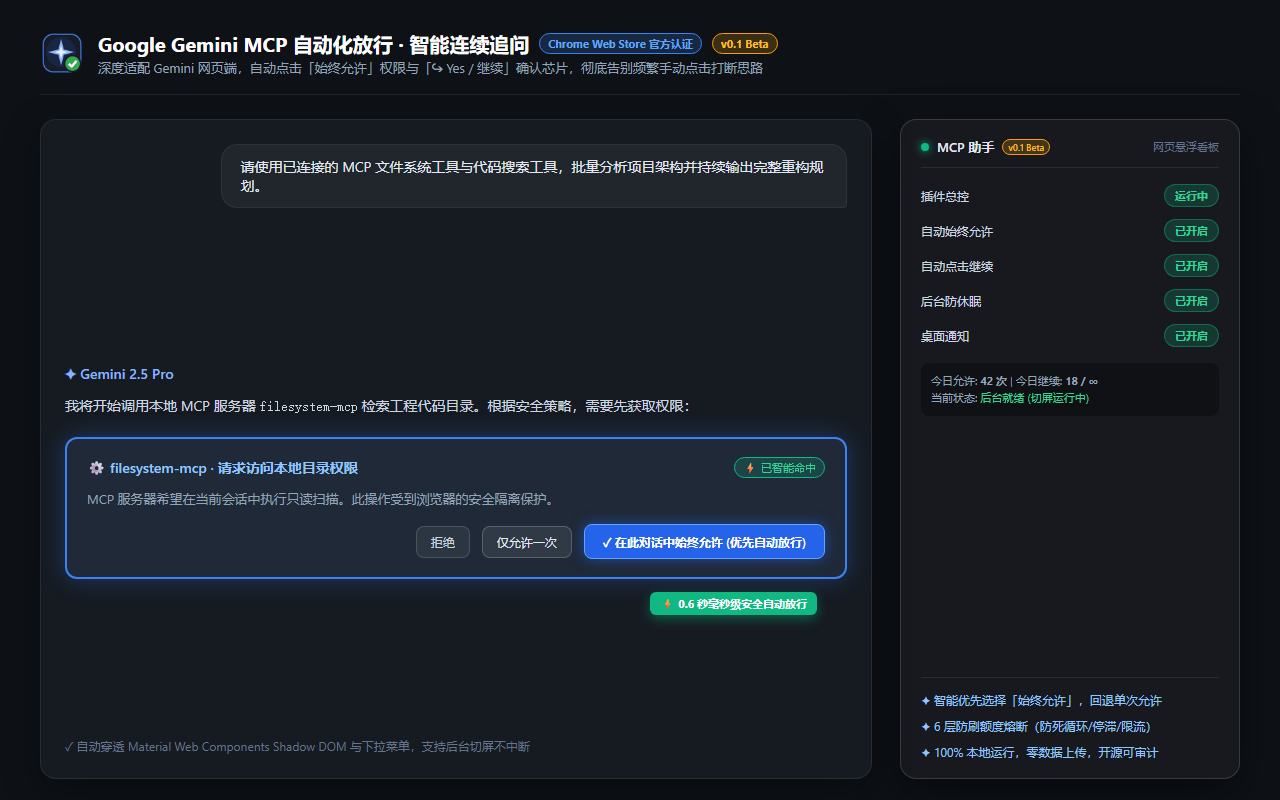 Google Gemini MCP 自动化放行 · 智能连续追问
Chrome Web Store 官方认证
v0.1 Beta
深度适配 Gemini 网页端，自动点击「始终允许」权限与「↪ Yes / 继续」确认芯片，彻底告别频繁手动点击打断思路
请使用已连接的 MCP 文件系统工具与代码搜索工具，批量分析项目架构并持续输出完整重构规
划。
✦ Gemini 2.5 Pro
我将开始调用本地 MCP 服务器 filesystem-mcp 检索工程代码目录。根据安全策略，需要先获取权限：
⚙ filesystem-mcp · 请求访问本地目录权限
⚡ 已智能命中
MCP 服务器希望在当前会话中执行只读扫描。此操作受到浏览器的安全隔离保护。
拒绝
仅允许一次
✓ 在此对话中始终允许 (优先自动放行)
⚡ 0.6 秒毫秒级安全自动放行
✓ 自动穿透 Material Web Components Shadow DOM 与下拉菜单，支持后台切屏不中断
MCP 助手
v0.1 Beta
网页悬浮看板
插件总控
运行中
自动始终允许
已开启
自动点击继续
已开启
后台防休眠
已开启
桌面通知
已开启
今日允许: 42 次 | 今日继续: 18 / ∞
当前状态: 后台就绪 (切屏运行中)
✦ 智能优先选择「始终允许」，回退单次允许
✦ 6 层防刷额度熔断（防死循环/停滞/限流）
✦ 100% 本地运行，零数据上传，开源可审计